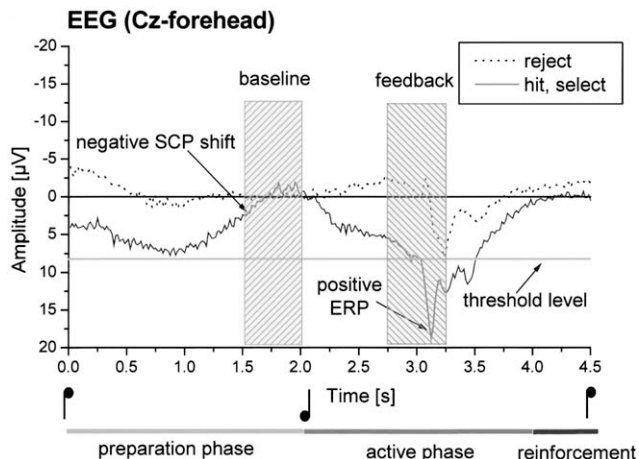 EEG (Cz-forehead)
-20
-15
-10
-5
0
5
10
15
20
Amplitude [µV]
reject
hit, select
baseline
feedback
negative SCP shift
positive
ERP
threshold level
0.0 0.5 1.0 1.5 2.0 2.5 3.0 3.5 4.0 4.5
Time [s]
preparation phase active phase reinforcement